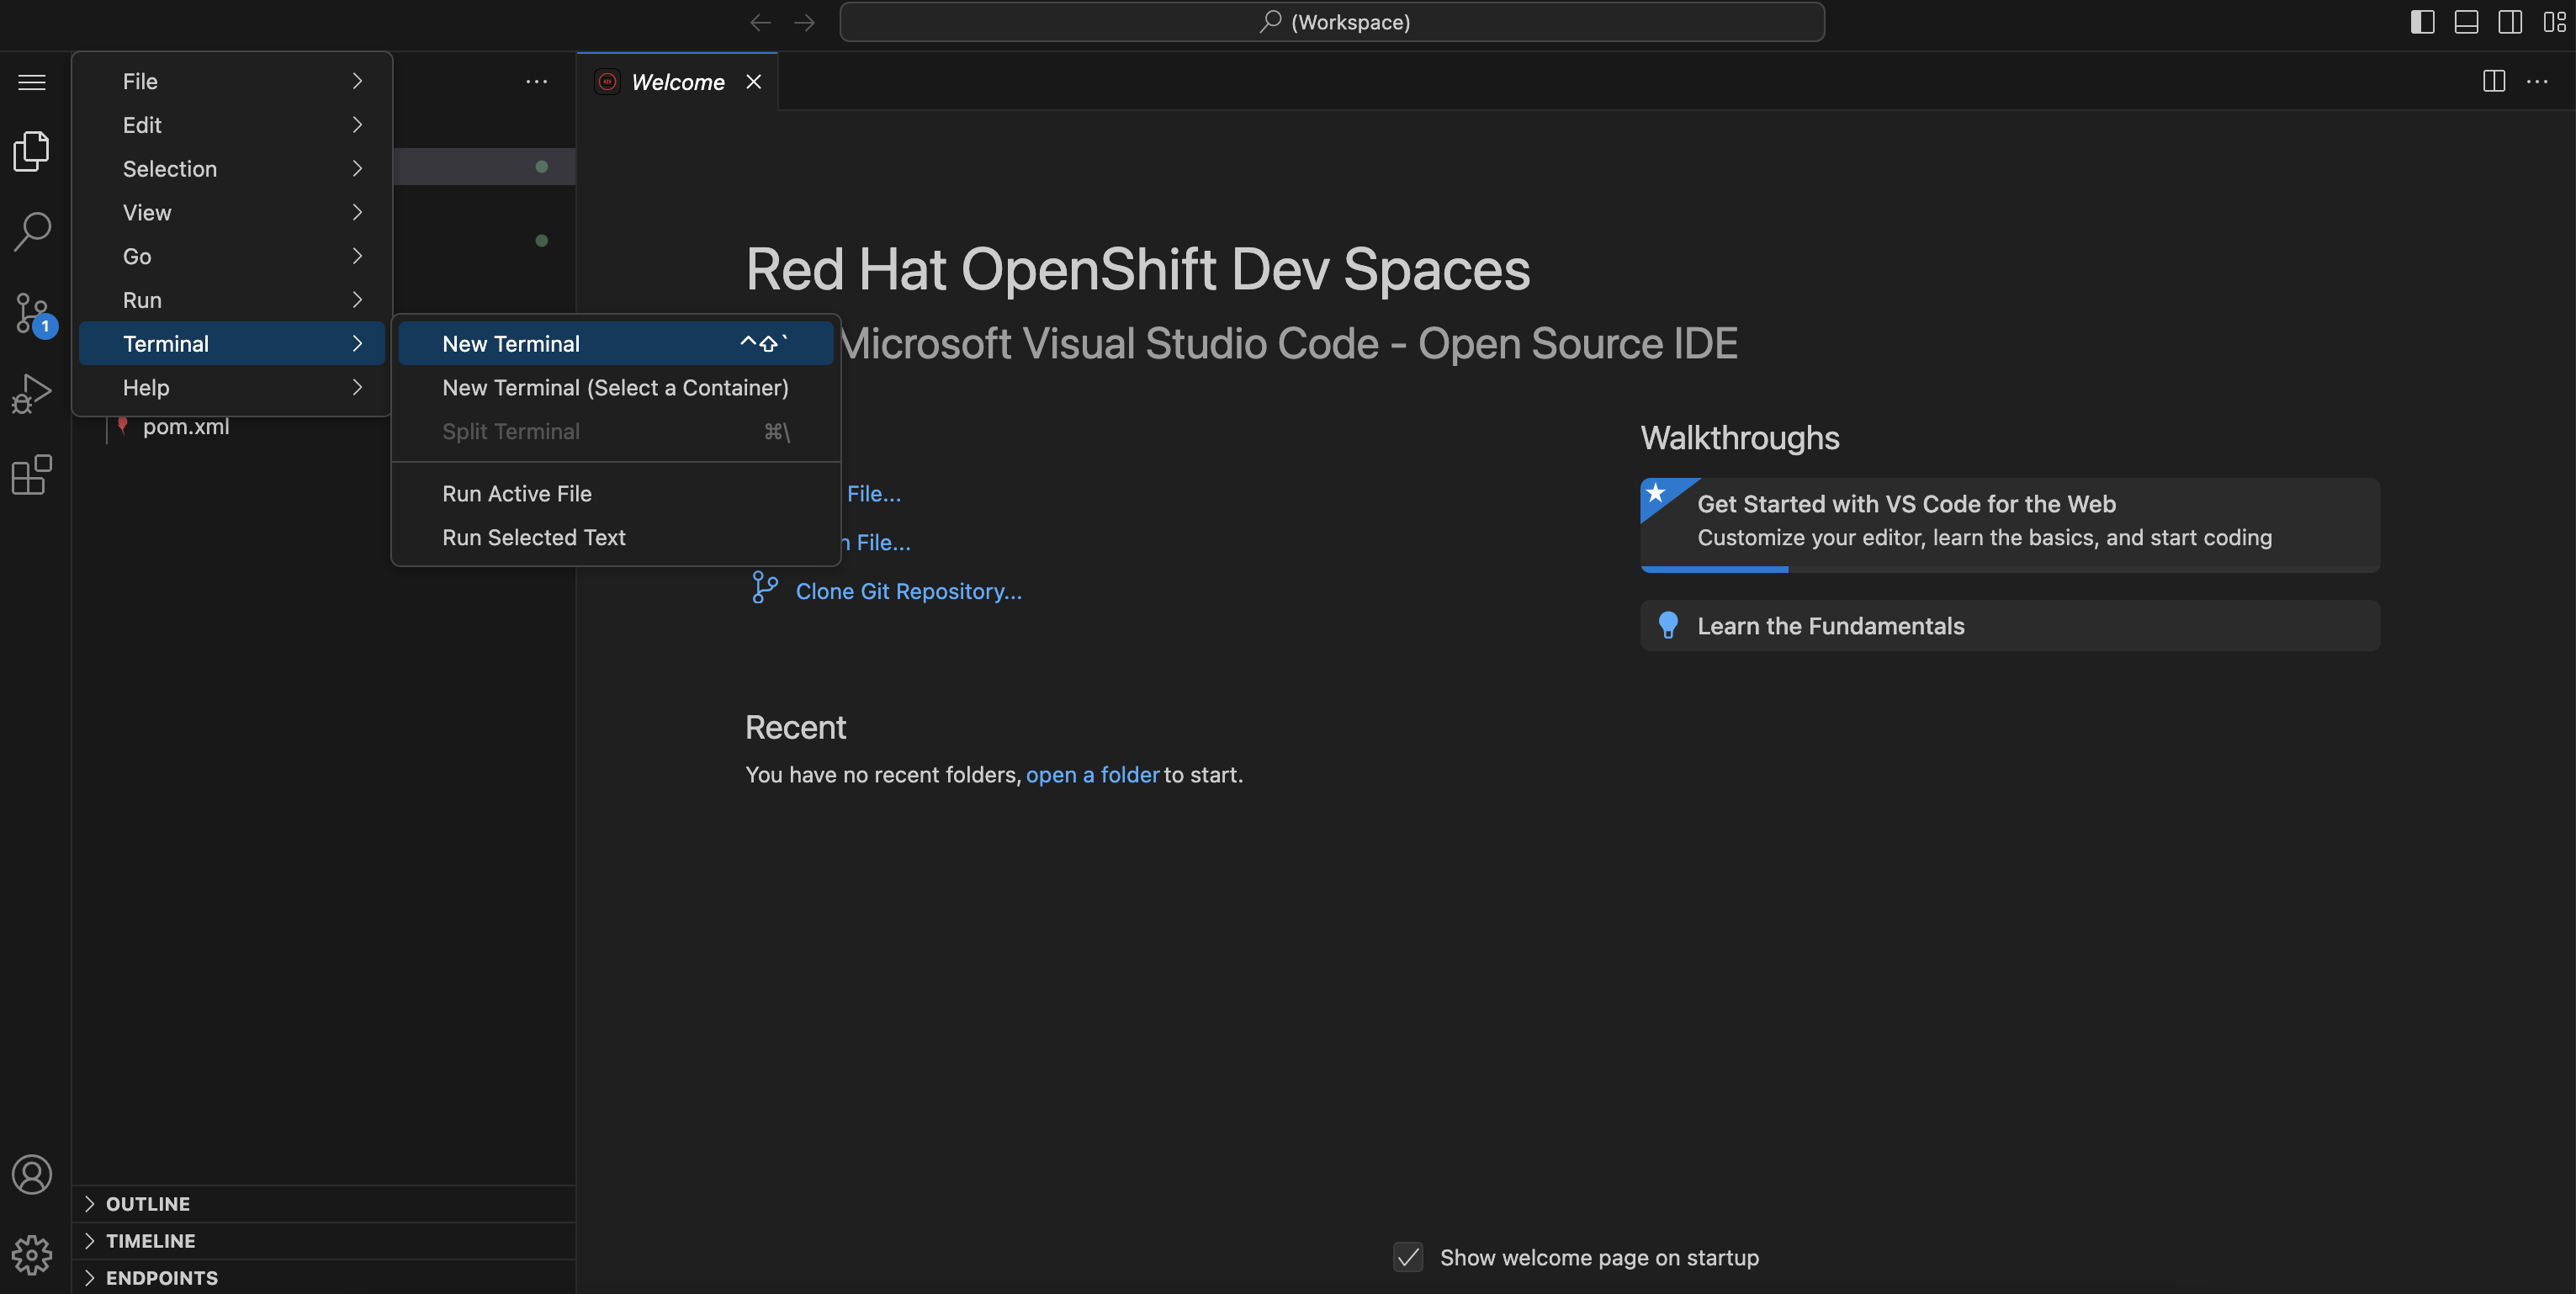 (Workspace)
File
Edit
Selection
View
Go
Run
Terminal
Help
New Terminal ^⇧`
New Terminal (Select a Container)
Split Terminal ⌘\
Run Active File
Run Selected Text
pom.xml
1
OUTLINE
TIMELINE
ENDPOINTS
Welcome
Red Hat OpenShift Dev Spaces
Microsoft Visual Studio Code - Open Source IDE
File...
File...
Clone Git Repository...
Recent
You have no recent folders, open a folder to start.
Walkthroughs
Get Started with VS Code for the Web
Customize your editor, learn the basics, and start coding
Learn the Fundamentals
Show welcome page on startup